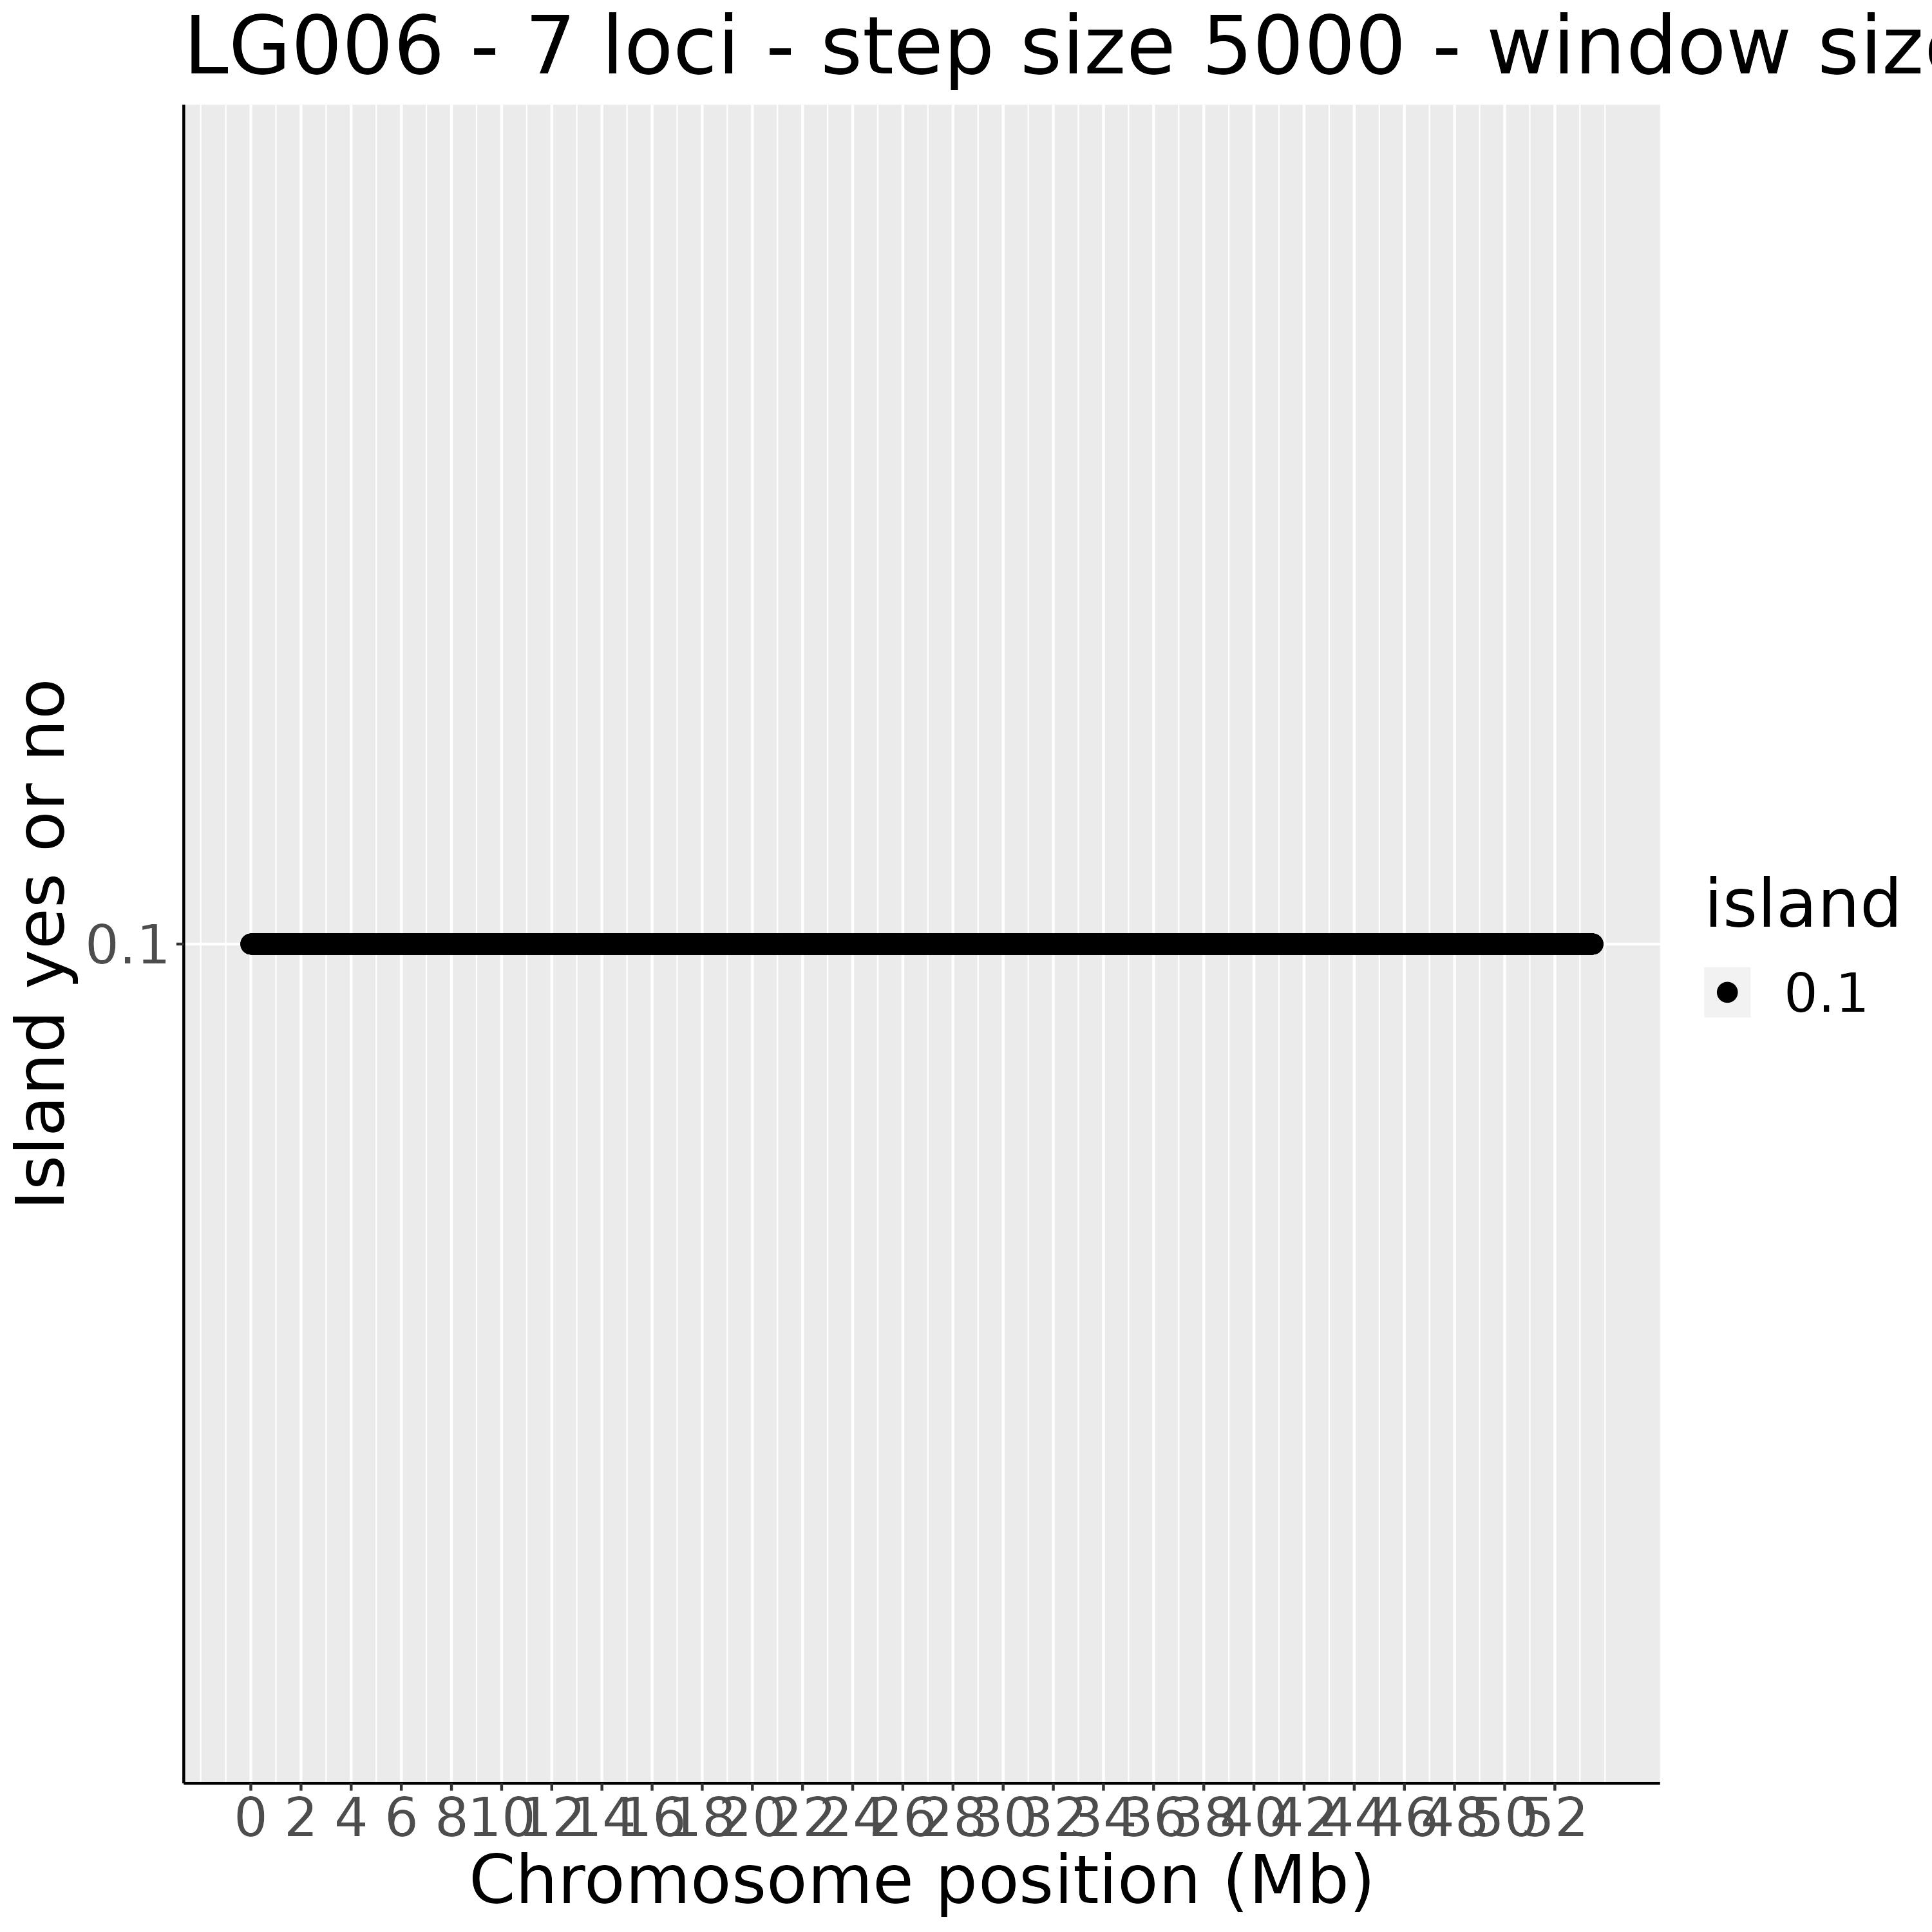 LG006 - 7 loci - step size 5000 - window size
Island yes or no
0.1
island
0.1
0 2 4 6 8 10 12 14 16 18 20 22 24 26 28 30 32 34 36 38 40 42 44 46 48 50 52
Chromosome position (Mb)